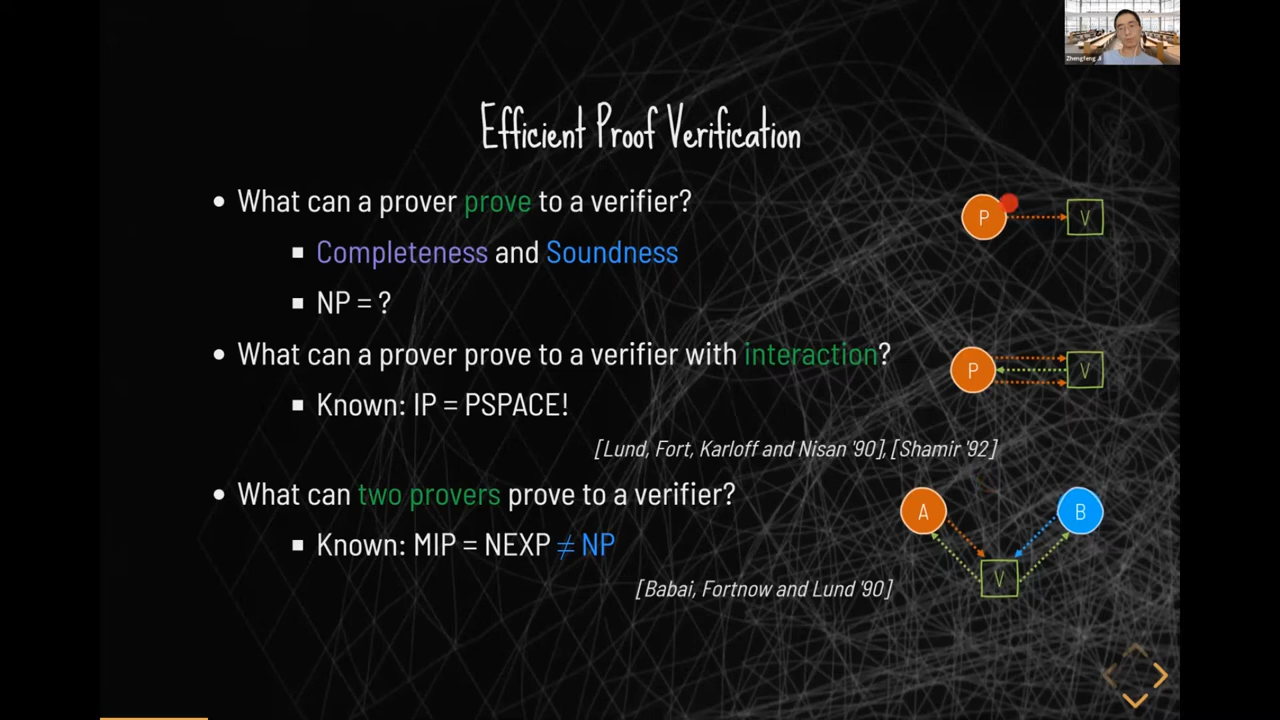 Zhengfeng Ji
Efficient Proof Verification
• What can a prover prove to a verifier?
P
V
▪ Completeness and Soundness
▪ NP = ?
• What can a prover prove to a verifier with interaction?
P
V
▪ Known: IP = PSPACE!
[Lund, Fort, Karloff and Nisan '90], [Shamir '92]
• What can two provers prove to a verifier?
A
B
▪ Known: MIP = NEXP ≠ NP
V
[Babai, Fortnow and Lund '90]